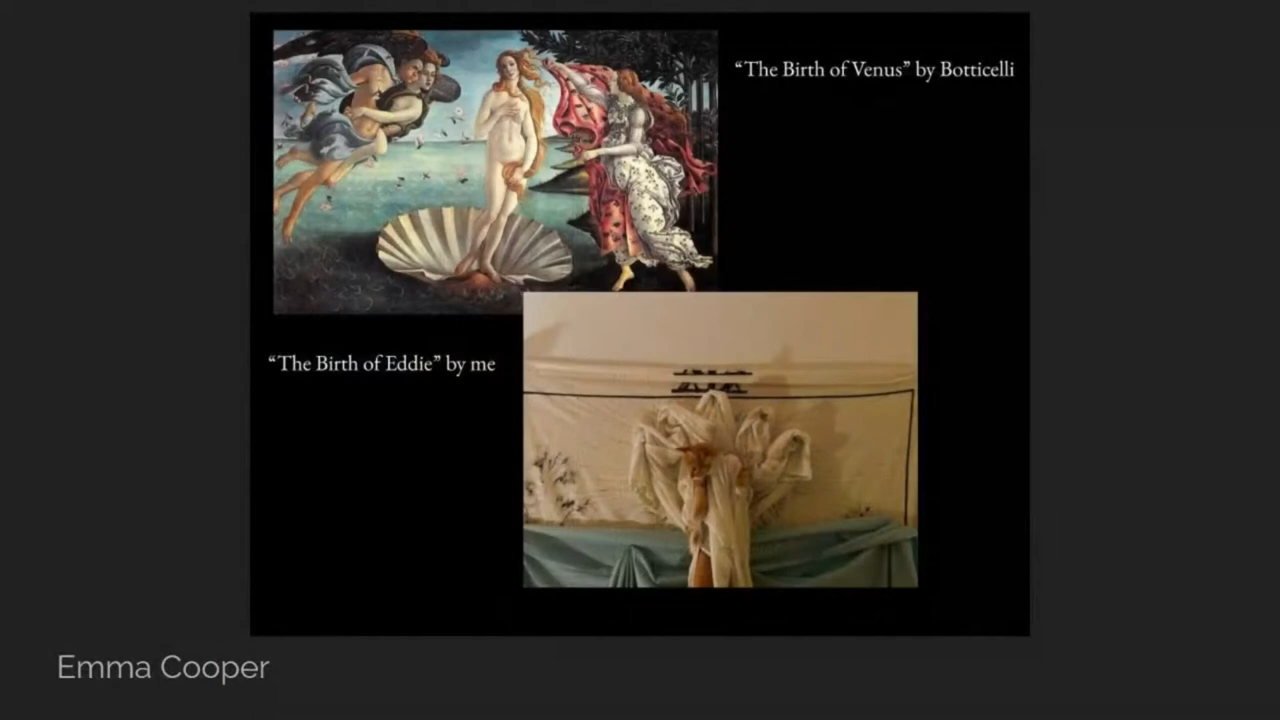 “The Birth of Venus” by Botticelli
“The Birth of Eddie” by me
Emma Cooper